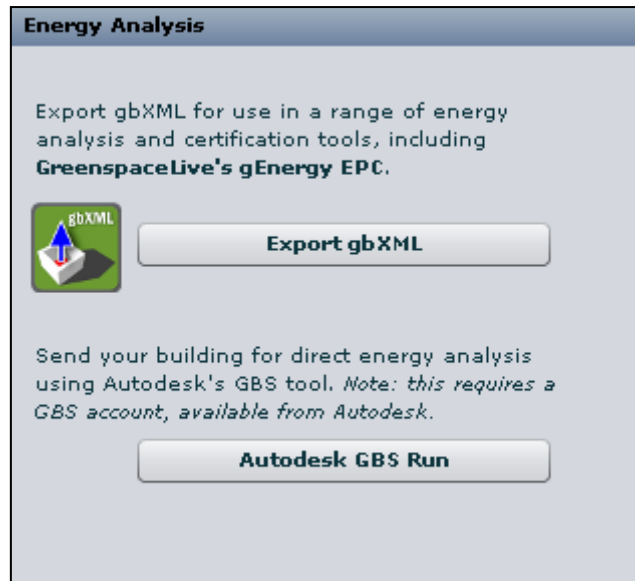 Energy Analysis
Export gbXML for use in a range of energy
analysis and certification tools, including
GreenspaceLive's gEnergy EPC.
gbXML
Export gbXML
Send your building for direct energy analysis
using Autodesk's GBS tool. Note: this requires a
GBS account, available from Autodesk.
Autodesk GBS Run